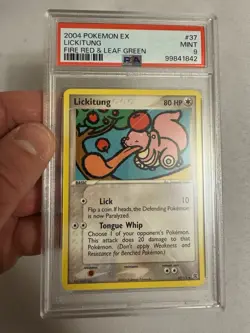 2004 POKEMON EX #37
LICKITUNG MINT
FIRE RED & LEAF GREEN 9
PSA 99841842
Lickitung 80 HP
BASIC
Lick 10
Flip a coin. If heads, the Defending Pokémon
is now Paralyzed.
Tongue Whip
Choose 1 of your opponent's Pokémon.
This attack does 20 damage to that
Pokémon. (Don't apply Weakness and
Resistance for Benched Pokémon.)